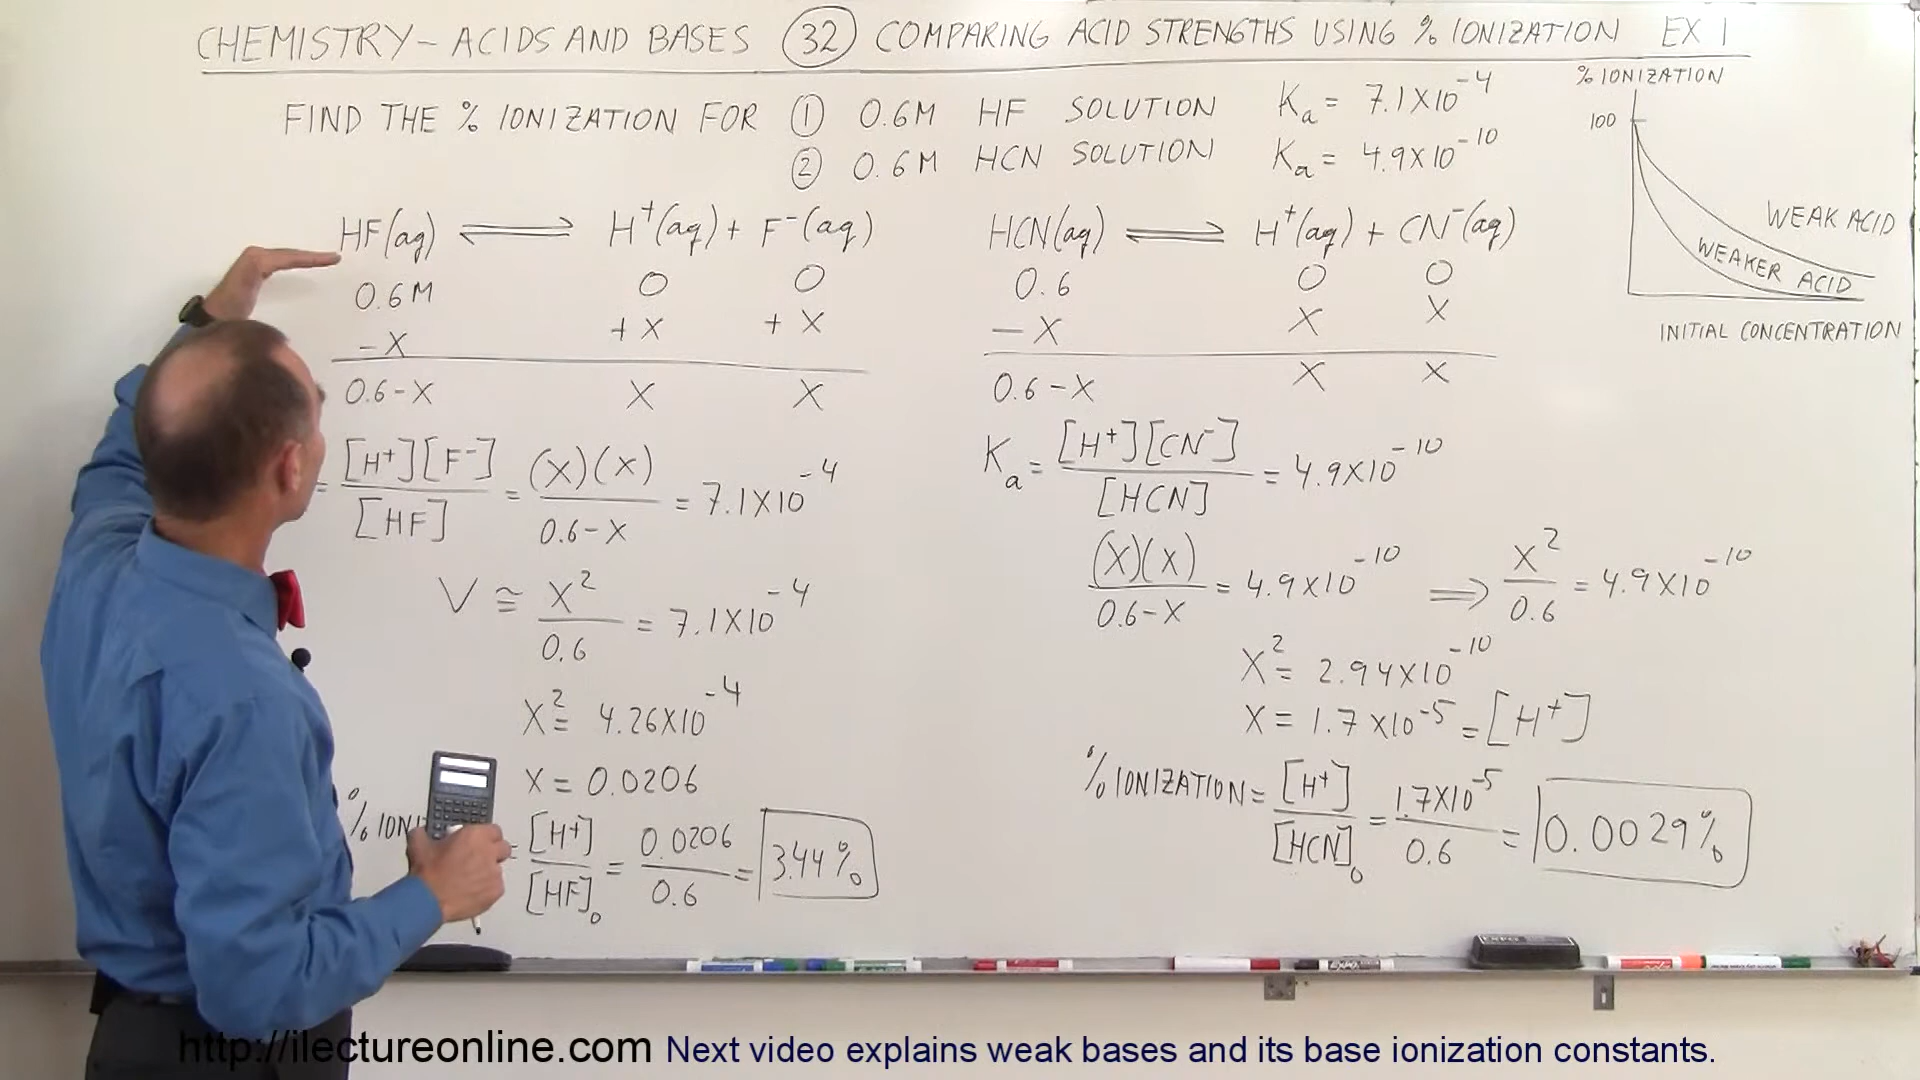 CHEMISTRY – ACIDS AND BASES 32 COMPARING ACID STRENGTHS USING % IONIZATION EX 1
FIND THE % IONIZATION FOR ① 0.6M HF SOLUTION Ka = 7.1X10⁻⁴
② 0.6M HCN SOLUTION Ka = 4.9X10⁻¹⁰
% IONIZATION
100
WEAK ACID
WEAKER ACID
INITIAL CONCENTRATION
HF(aq) ⇌ H⁺(aq) + F⁻(aq)
0.6M 0 0
-X +X +X
0.6-X X X
= [H⁺][F⁻] / [HF] = (X)(X) / 0.6-X = 7.1X10⁻⁴
V ≅ X² / 0.6 = 7.1X10⁻⁴
X² = 4.26X10⁻⁴
X = 0.0206
% IONI = [H⁺] / [HF]₀ = 0.0206 / 0.6 = 3.44%
HCN(aq) ⇌ H⁺(aq) + CN⁻(aq)
0.6 0 0
-X X X
0.6-X X X
Ka = [H⁺][CN⁻] / [HCN] = 4.9X10⁻¹⁰
(X)(X) / 0.6-X = 4.9X10⁻¹⁰ ⇒ X² / 0.6 = 4.9X10⁻¹⁰
X² = 2.94X10⁻¹⁰
X = 1.7X10⁻⁵ = [H⁺]
% IONIZATION = [H⁺] / [HCN]₀ = 1.7X10⁻⁵ / 0.6 = 0.0029%
http://ilectureonline.com Next video explains weak bases and its base ionization constants.